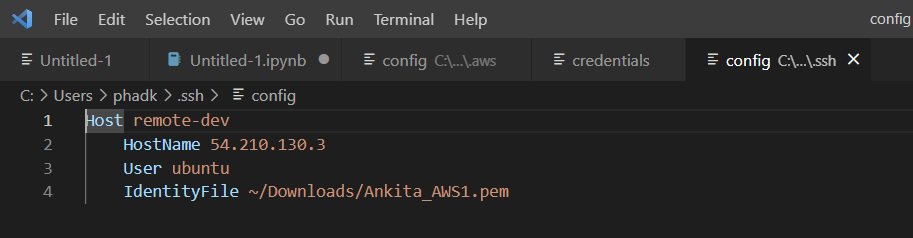 File Edit Selection View Go Run Terminal Help config
Untitled-1 Untitled-1.ipynb config C:\...\.aws credentials config C:\...\.ssh
C: > Users > phadk > .ssh > config
1 Host remote-dev
2 HostName 54.210.130.3
3 User ubuntu
4 IdentityFile ~/Downloads/Ankita_AWS1.pem